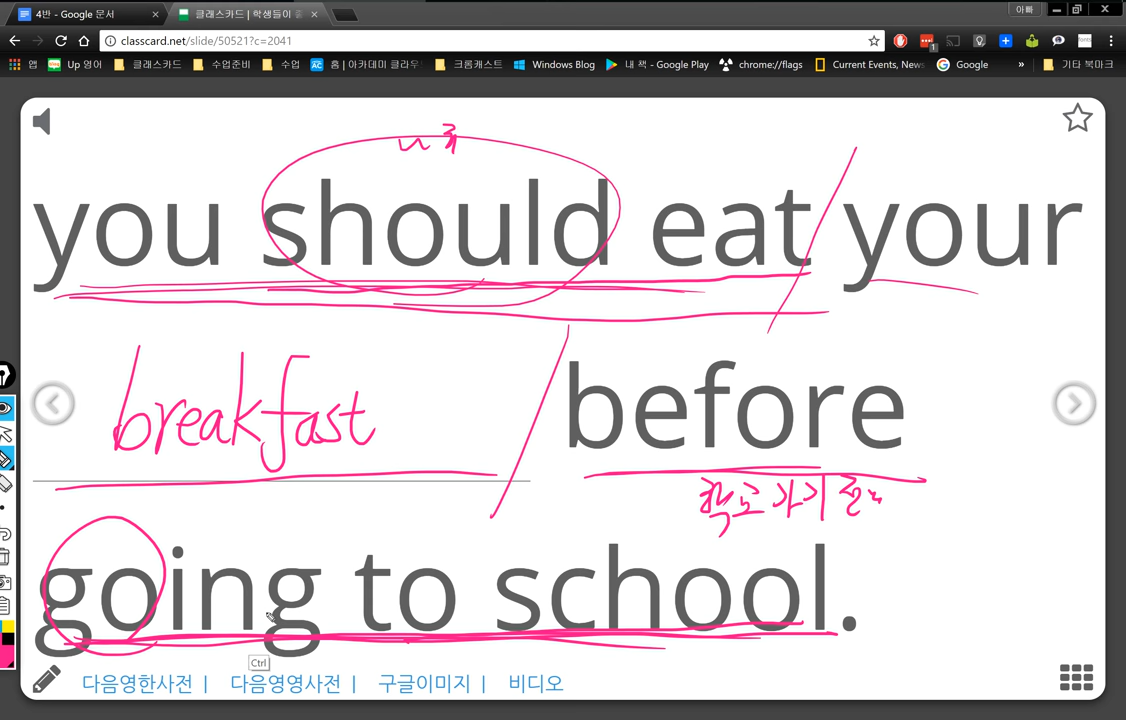 4반 - Google 문서
클래스카드 | 학생들이 좋
아빠
classcard.net/slide/50521?c=2041
1
앱 Up 영어 클래스카드 수업준비 수업 홈 | 아카데미 클라우 크롬캐스트 Windows Blog 내 책 - Google Play chrome://flags Current Events, News Google » 기타 북마크
you should eat your
breakfast before
학교 가기 전에
going to school.
Ctrl
다음영한사전 | 다음영영사전 | 구글이미지 | 비디오